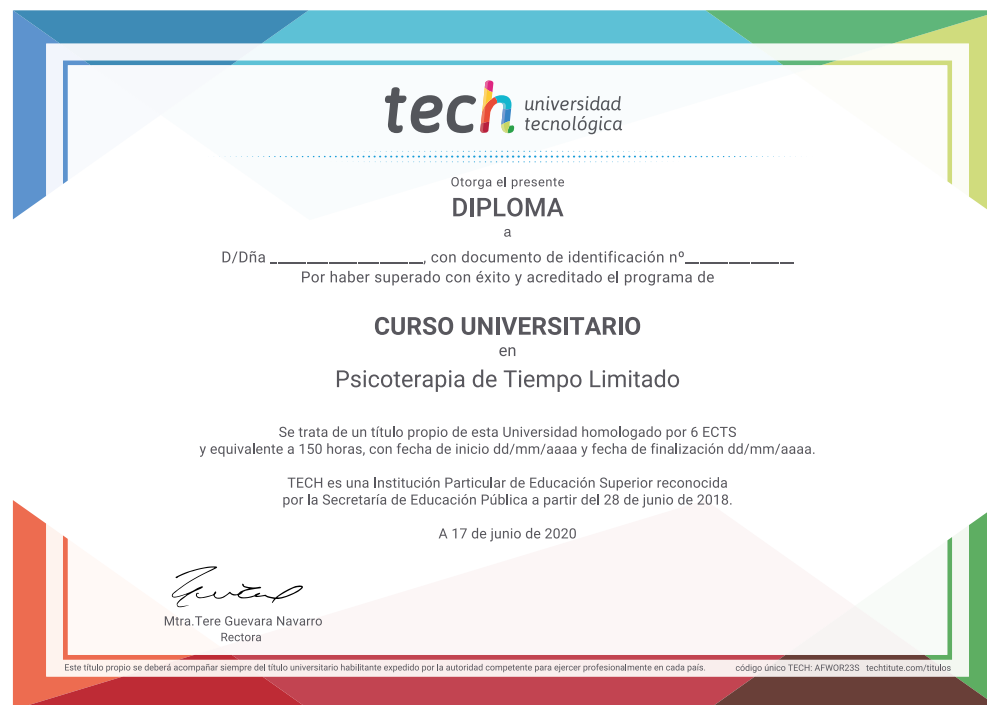 tech universidad
tecnológica
Otorga el presente
DIPLOMA
a
D/Dña ____________________, con documento de identificación nº______________
Por haber superado con éxito y acreditado el programa de
CURSO UNIVERSITARIO
en
Psicoterapia de Tiempo Limitado
Se trata de un título propio de esta Universidad homologado por 6 ECTS
y equivalente a 150 horas, con fecha de inicio dd/mm/aaaa y fecha de finalización dd/mm/aaaa.
TECH es una Institución Particular de Educación Superior reconocida
por la Secretaría de Educación Pública a partir del 28 de junio de 2018.
A 17 de junio de 2020
Mtra.Tere Guevara Navarro
Rectora
Este título propio se deberá acompañar siempre del título universitario habilitante expedido por la autoridad competente para ejercer profesionalmente en cada país. código único TECH: AFWOR23S techtitute.com/titulos